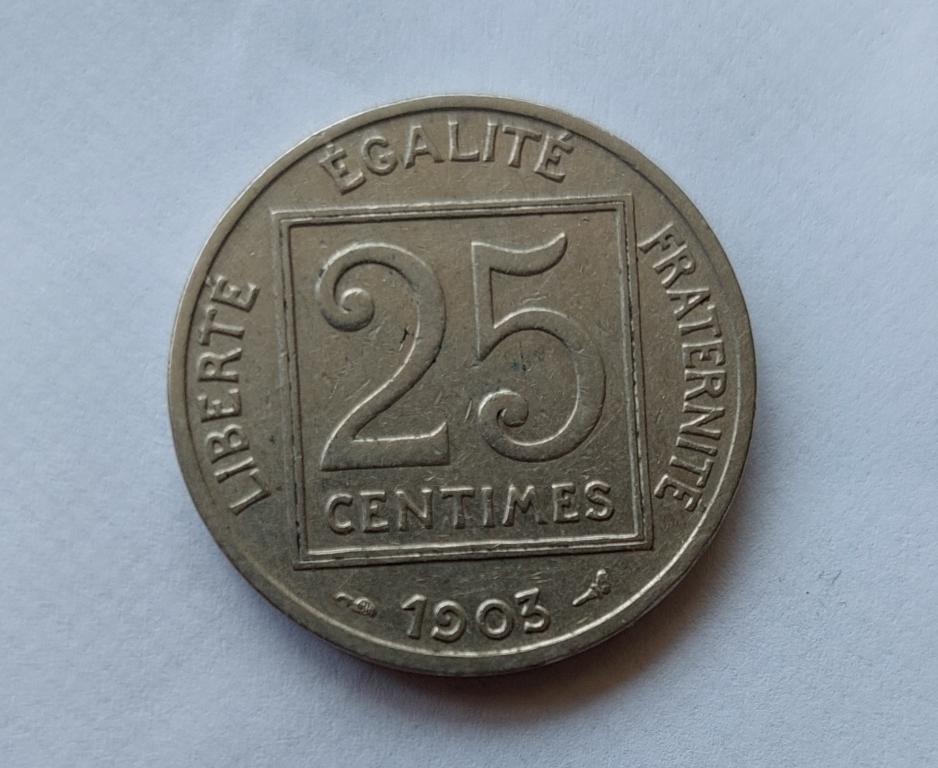 LIBERTÉ
ÉGALITÉ
FRATERNITÉ
25
CENTIMES
1903